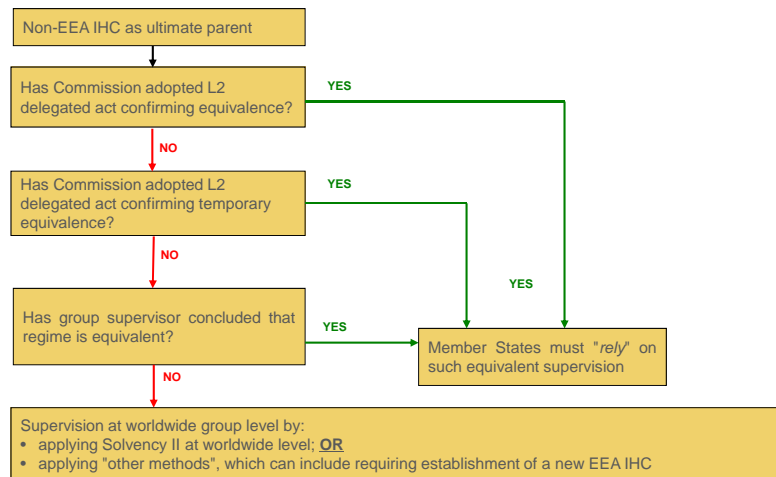 Non-EEA IHC as ultimate parent
Has Commission adopted L2
delegated act confirming equivalence?
YES
NO
Has Commission adopted L2
delegated act confirming temporary
equivalence?
YES
NO
YES
Has group supervisor concluded that
regime is equivalent?
YES
Member States must "rely" on
such equivalent supervision
NO
Supervision at worldwide group level by:
• applying Solvency II at worldwide level; OR
• applying "other methods", which can include requiring establishment of a new EEA IHC